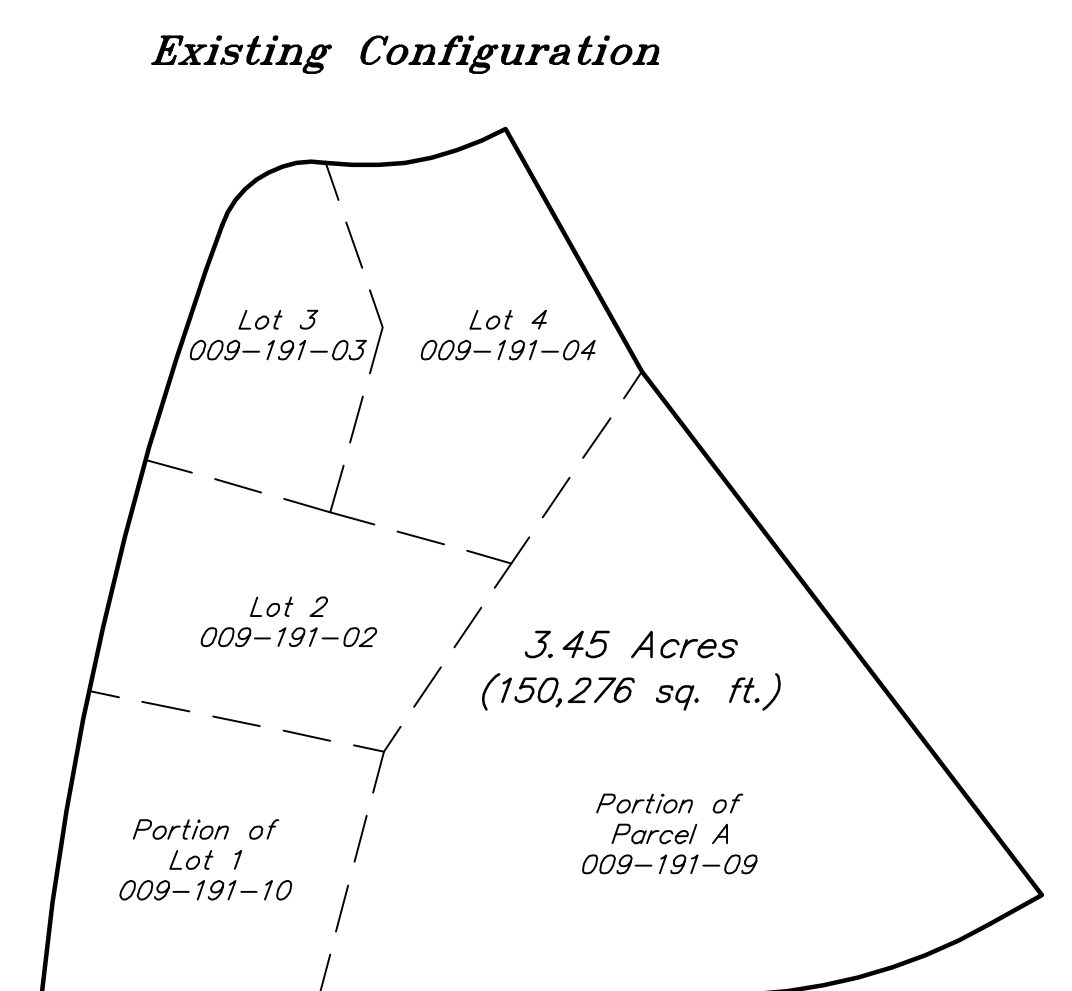 Existing Configuration
Lot 3
009-191-03
Lot 4
009-191-04
Lot 2
009-191-02
3.45 Acres
(150,276 sq. ft.)
Portion of
Lot 1
009-191-10
Portion of
Parcel A
009-191-09